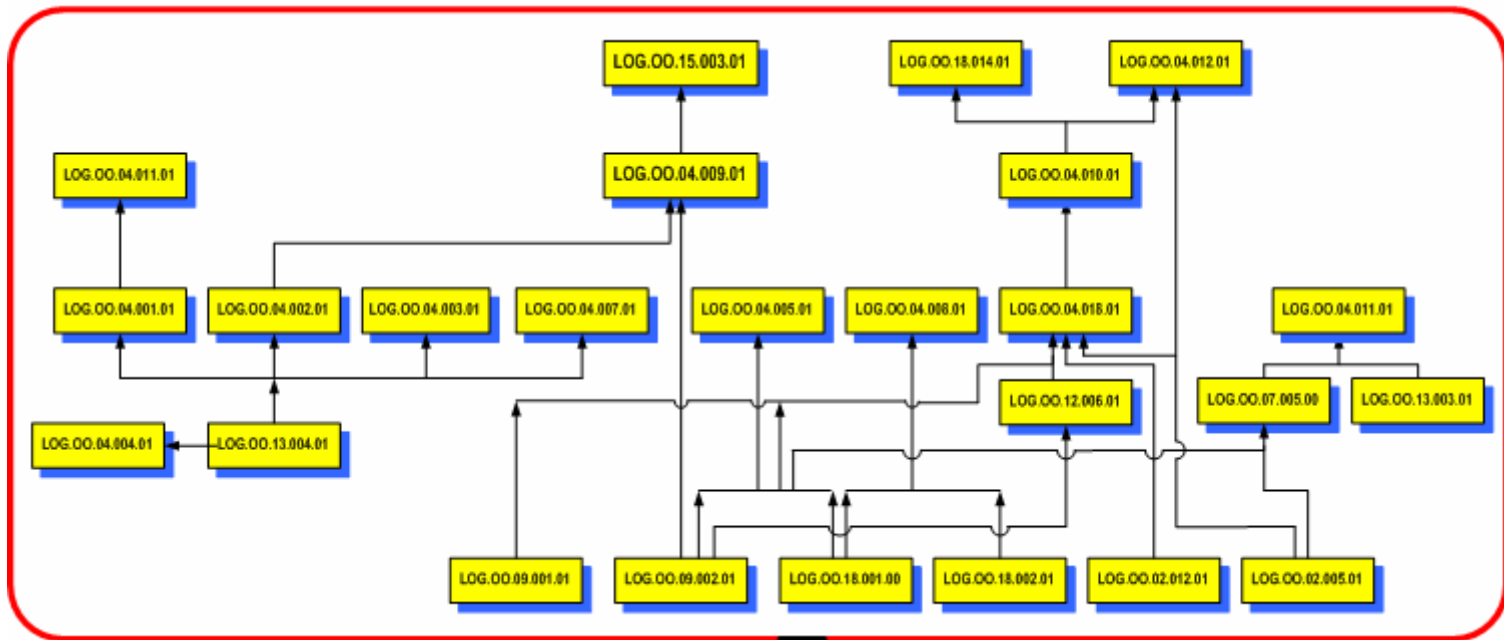 LOG.OO.15.003.01
LOG.OO.18.014.01
LOG.OO.04.012.01
LOG.OO.04.011.01
LOG.OO.04.009.01
LOG.OO.04.010.01
LOG.OO.04.001.01
LOG.OO.04.002.01
LOG.OO.04.003.01
LOG.OO.04.007.01
LOG.OO.04.005.01
LOG.OO.04.008.01
LOG.OO.04.018.01
LOG.OO.04.011.01
LOG.OO.12.006.01
LOG.OO.07.005.00
LOG.OO.13.003.01
LOG.OO.04.004.01
LOG.OO.13.004.01
LOG.OO.09.001.01
LOG.OO.09.002.01
LOG.OO.18.001.00
LOG.OO.18.002.01
LOG.OO.02.012.01
LOG.OO.02.005.01